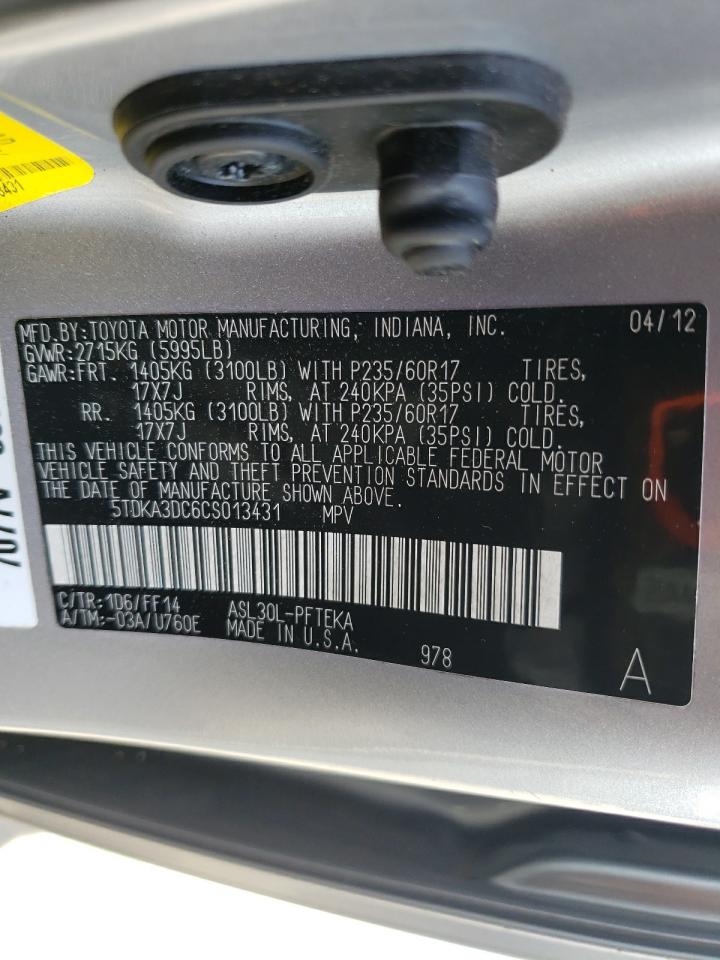 3431
MFD.BY:TOYOTA MOTOR MANUFACTURING, INDIANA, INC. 04/12
GVWR:2715KG (5995LB)
GAWR:FRT. 1405KG (3100LB) WITH P235/60R17 TIRES,
17X7J RIMS, AT 240KPA (35PSI) COLD.
RR. 1405KG (3100LB) WITH P235/60R17 TIRES,
17X7J RIMS, AT 240KPA (35PSI) COLD.
THIS VEHICLE CONFORMS TO ALL APPLICABLE FEDERAL MOTOR
VEHICLE SAFETY AND THEFT PREVENTION STANDARDS IN EFFECT ON
THE DATE OF MANUFACTURE SHOWN ABOVE.
5TDKA3DC6CS013431 MPV
C/TR:1D6/FF14 ASL30L-PFTEKA
A/TM:-03A/U760E MADE IN U.S.A.
978
A